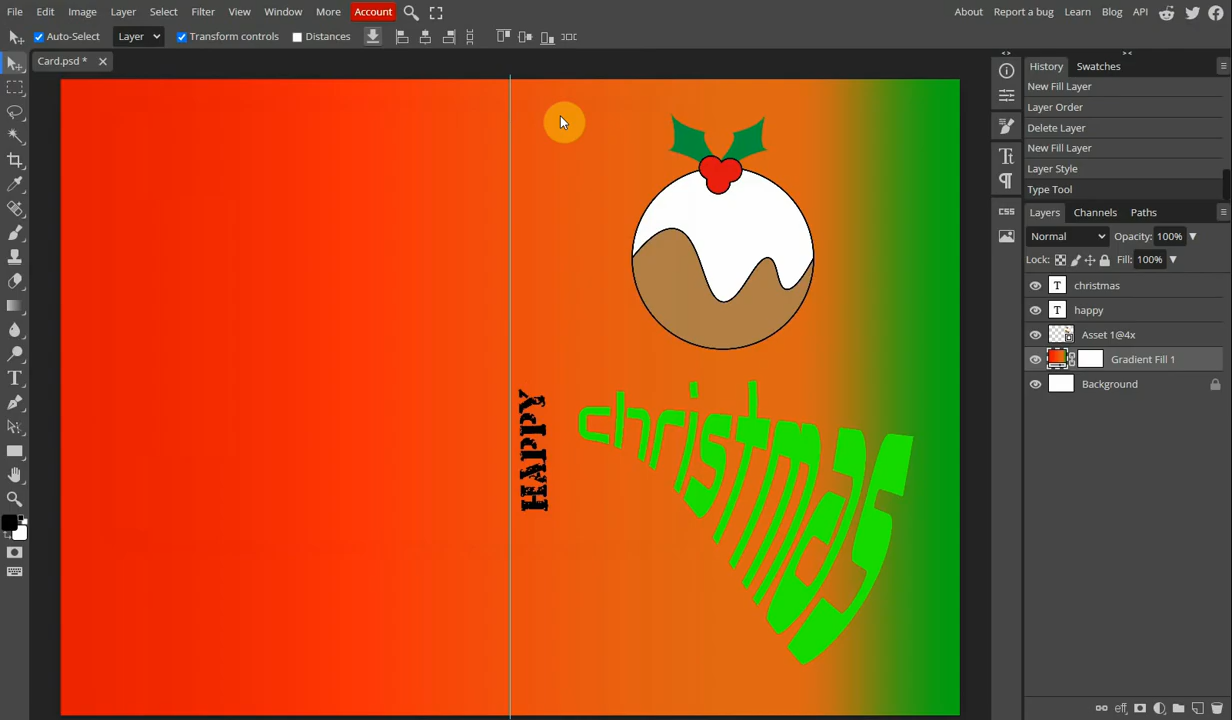 File Edit Image Layer Select Filter View Window More Account About Report a bug Learn Blog API
Auto-Select Layer Transform controls Distances
Card.psd *
History Swatches
New Fill Layer
Layer Order
Delete Layer
New Fill Layer
Layer Style
Type Tool
Layers Channels Paths
Normal Opacity: 100%
Lock: Fill: 100%
christmas
happy
Asset 1@4x
Gradient Fill 1
Background
CSS
HAPPY
christmas